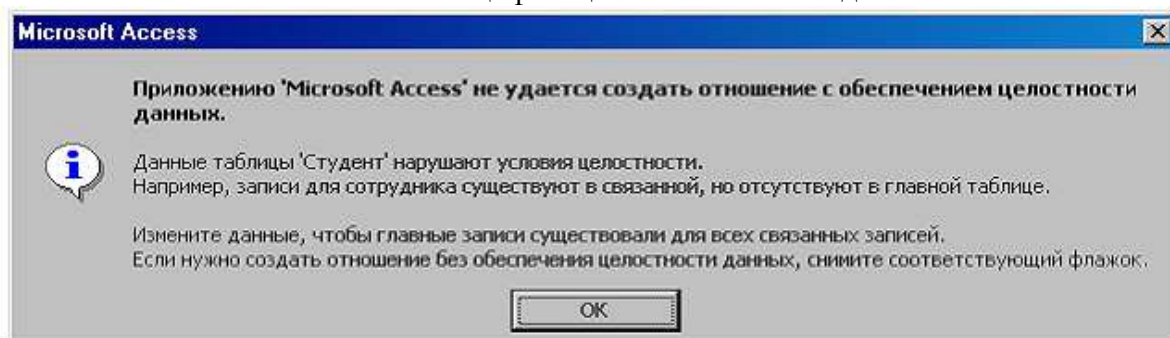 Microsoft Access
Приложению 'Microsoft Access' не удается создать отношение с обеспечением целостности
данных.
Данные таблицы 'Студент' нарушают условия целостности.
Например, записи для сотрудника существуют в связанной, но отсутствуют в главной таблице.
Измените данные, чтобы главные записи существовали для всех связанных записей.
Если нужно создать отношение без обеспечения целостности данных, снимите соответствующий флажок.
OK